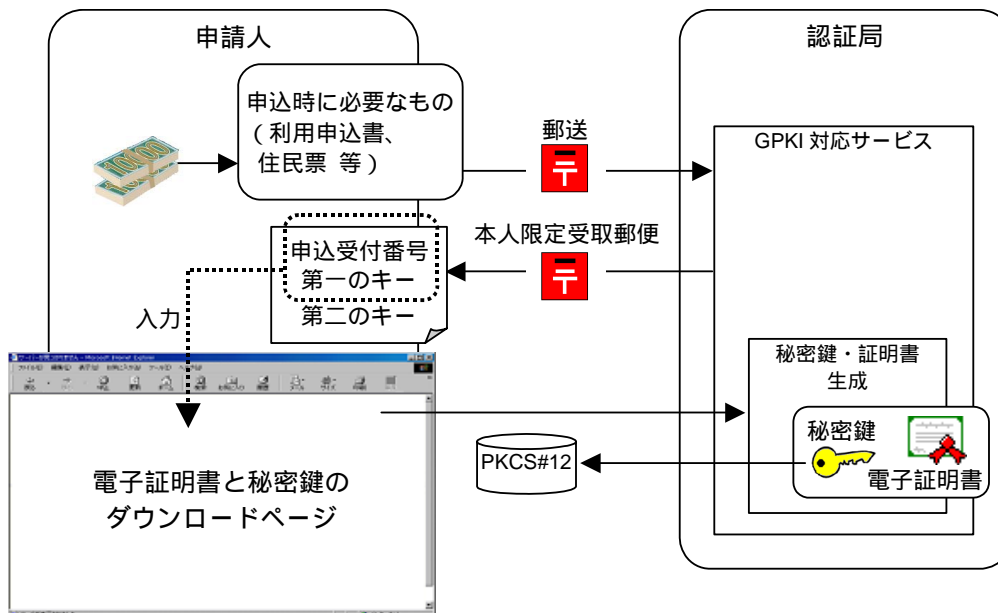 申請人
認証局
申込時に必要なもの
（利用申込書、
住民票 等）
郵送
GPKI 対応サービス
本人限定受取郵便
申込受付番号
第一のキー
第二のキー
入力
秘密鍵・証明書
生成
秘密鍵
電子証明書
PKCS#12
電子証明書と秘密鍵の
ダウンロードページ